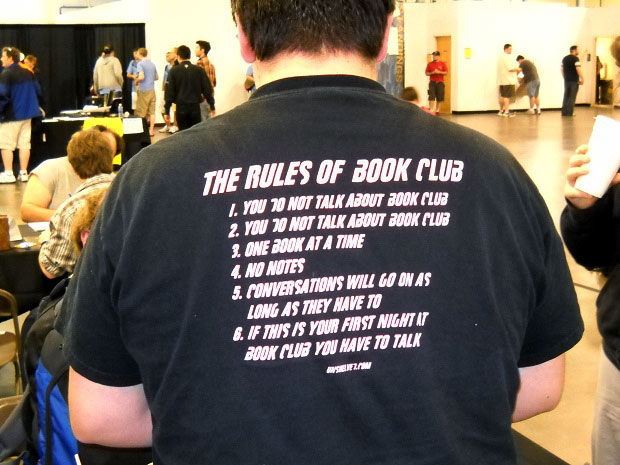 THE RULES OF BOOK CLUB
1. YOU DO NOT TALK ABOUT BOOK CLUB
2. YOU DO NOT TALK ABOUT BOOK CLUB
3. ONE BOOK AT A TIME
4. NO NOTES
5. CONVERSATIONS WILL GO ON AS
LONG AS THEY HAVE TO
6. IF THIS IS YOUR FIRST NIGHT AT
BOOK CLUB YOU HAVE TO TALK